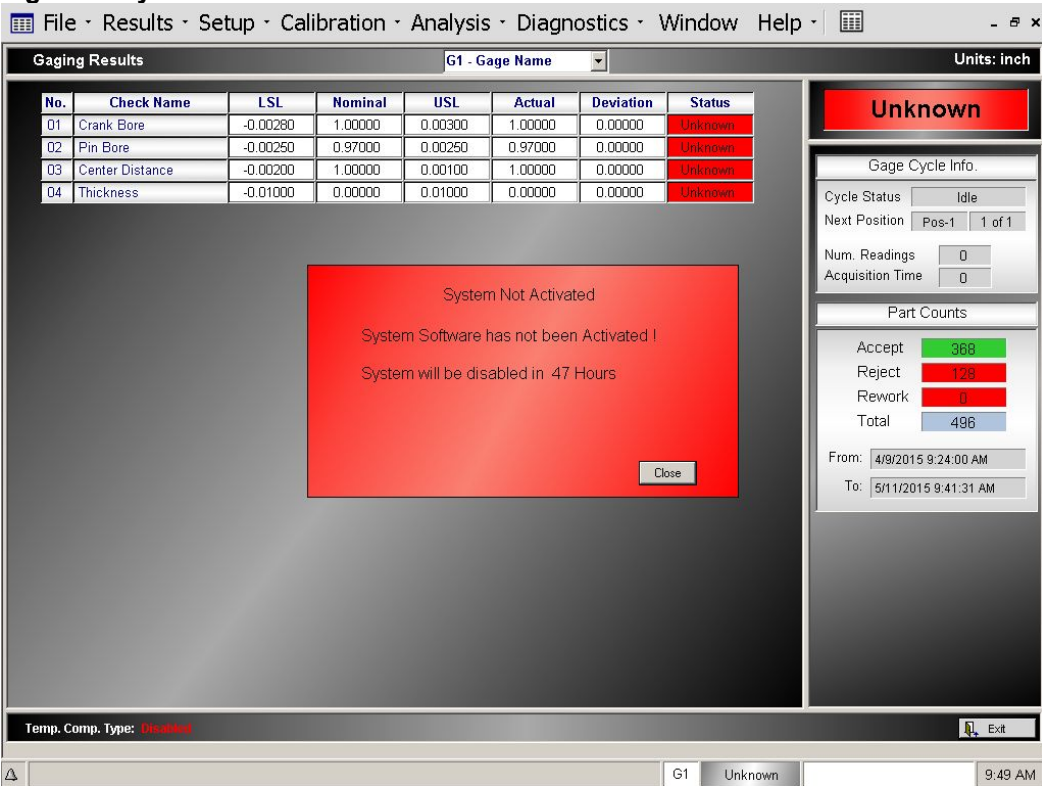 File Results Setup Calibration Analysis Diagnostics Window Help
Gaging Results G1 - Gage Name Units: inch
No. Check Name LSL Nominal USL Actual Deviation Status
01 Crank Bore -0.00280 1.00000 0.00300 1.00000 0.00000 Unknown
02 Pin Bore -0.00250 0.97000 0.00250 0.97000 0.00000 Unknown
03 Center Distance -0.00200 1.00000 0.00100 1.00000 0.00000 Unknown
04 Thickness -0.01000 0.00000 0.01000 0.00000 0.00000 Unknown
System Not Activated
System Software has not been Activated !
System will be disabled in 47 Hours
Close
Unknown
Gage Cycle Info.
Cycle Status Idle
Next Position Pos-1 1 of 1
Num. Readings 0
Acquisition Time 0
Part Counts
Accept 368
Reject 128
Rework 0
Total 496
From: 4/9/2015 9:24:00 AM
To: 5/11/2015 9:41:31 AM
Temp. Comp. Type: Disabled Exit
G1 Unknown 9:49 AM